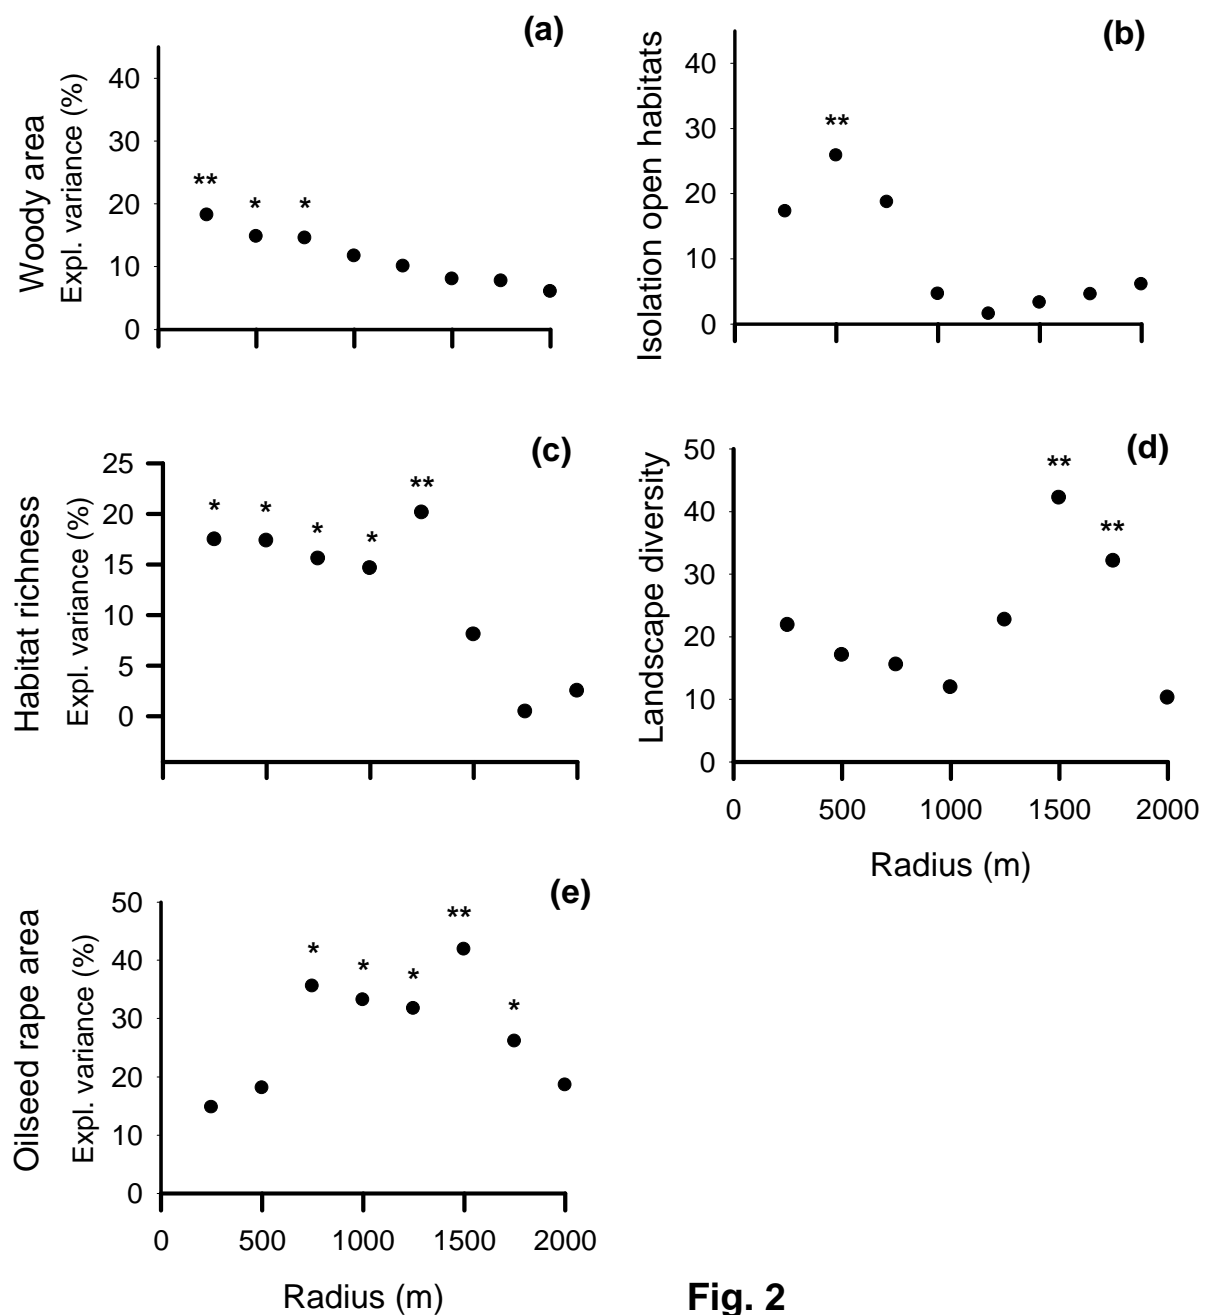 (a)
Woody area
Expl. variance (%)
40
30
20
10
0
**
*
*
(b)
Isolation open habitats
40
30
20
10
0
**
(c)
Habitat richness
Expl. variance (%)
25
20
15
10
5
0
*
*
*
*
**
(d)
Landscape diversity
50
40
30
20
10
0
**
**
0 500 1000 1500 2000
Radius (m)
(e)
Oilseed rape area
Expl. variance (%)
50
40
30
20
10
0
*
*
*
**
*
0 500 1000 1500 2000
Radius (m)
Fig. 2